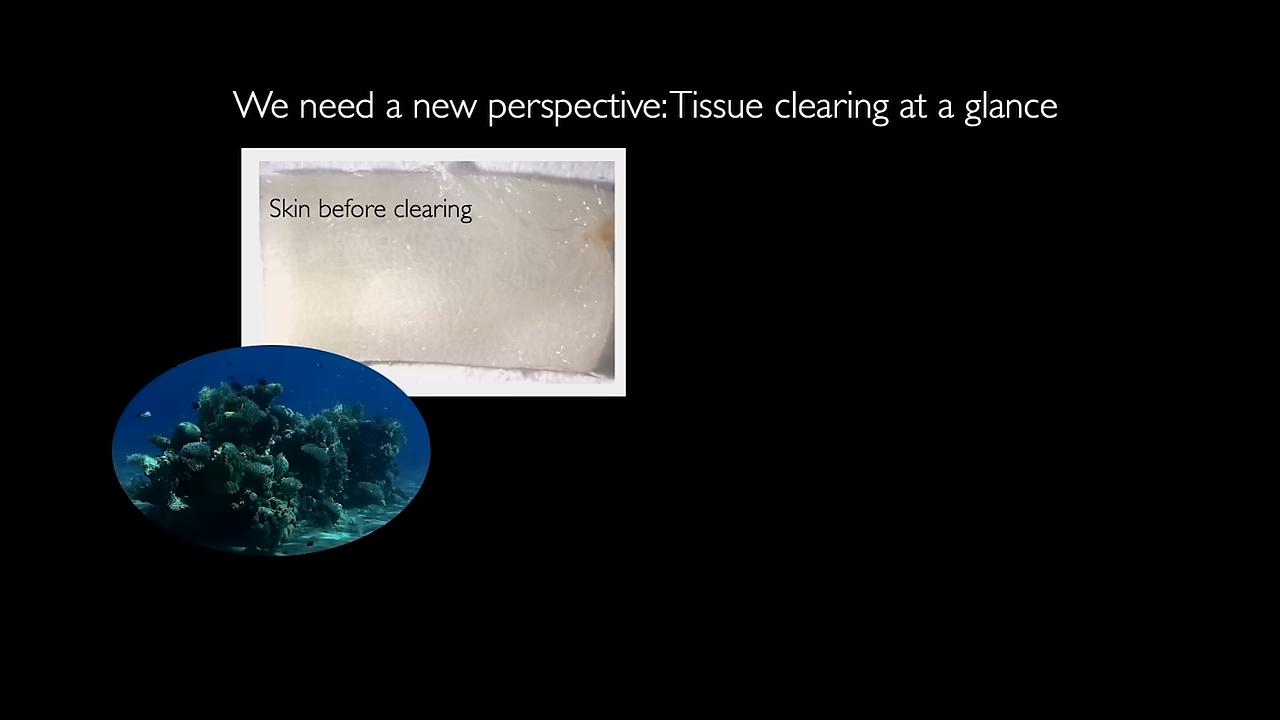 We need a new perspective: Tissue clearing at a glance
Skin before clearing